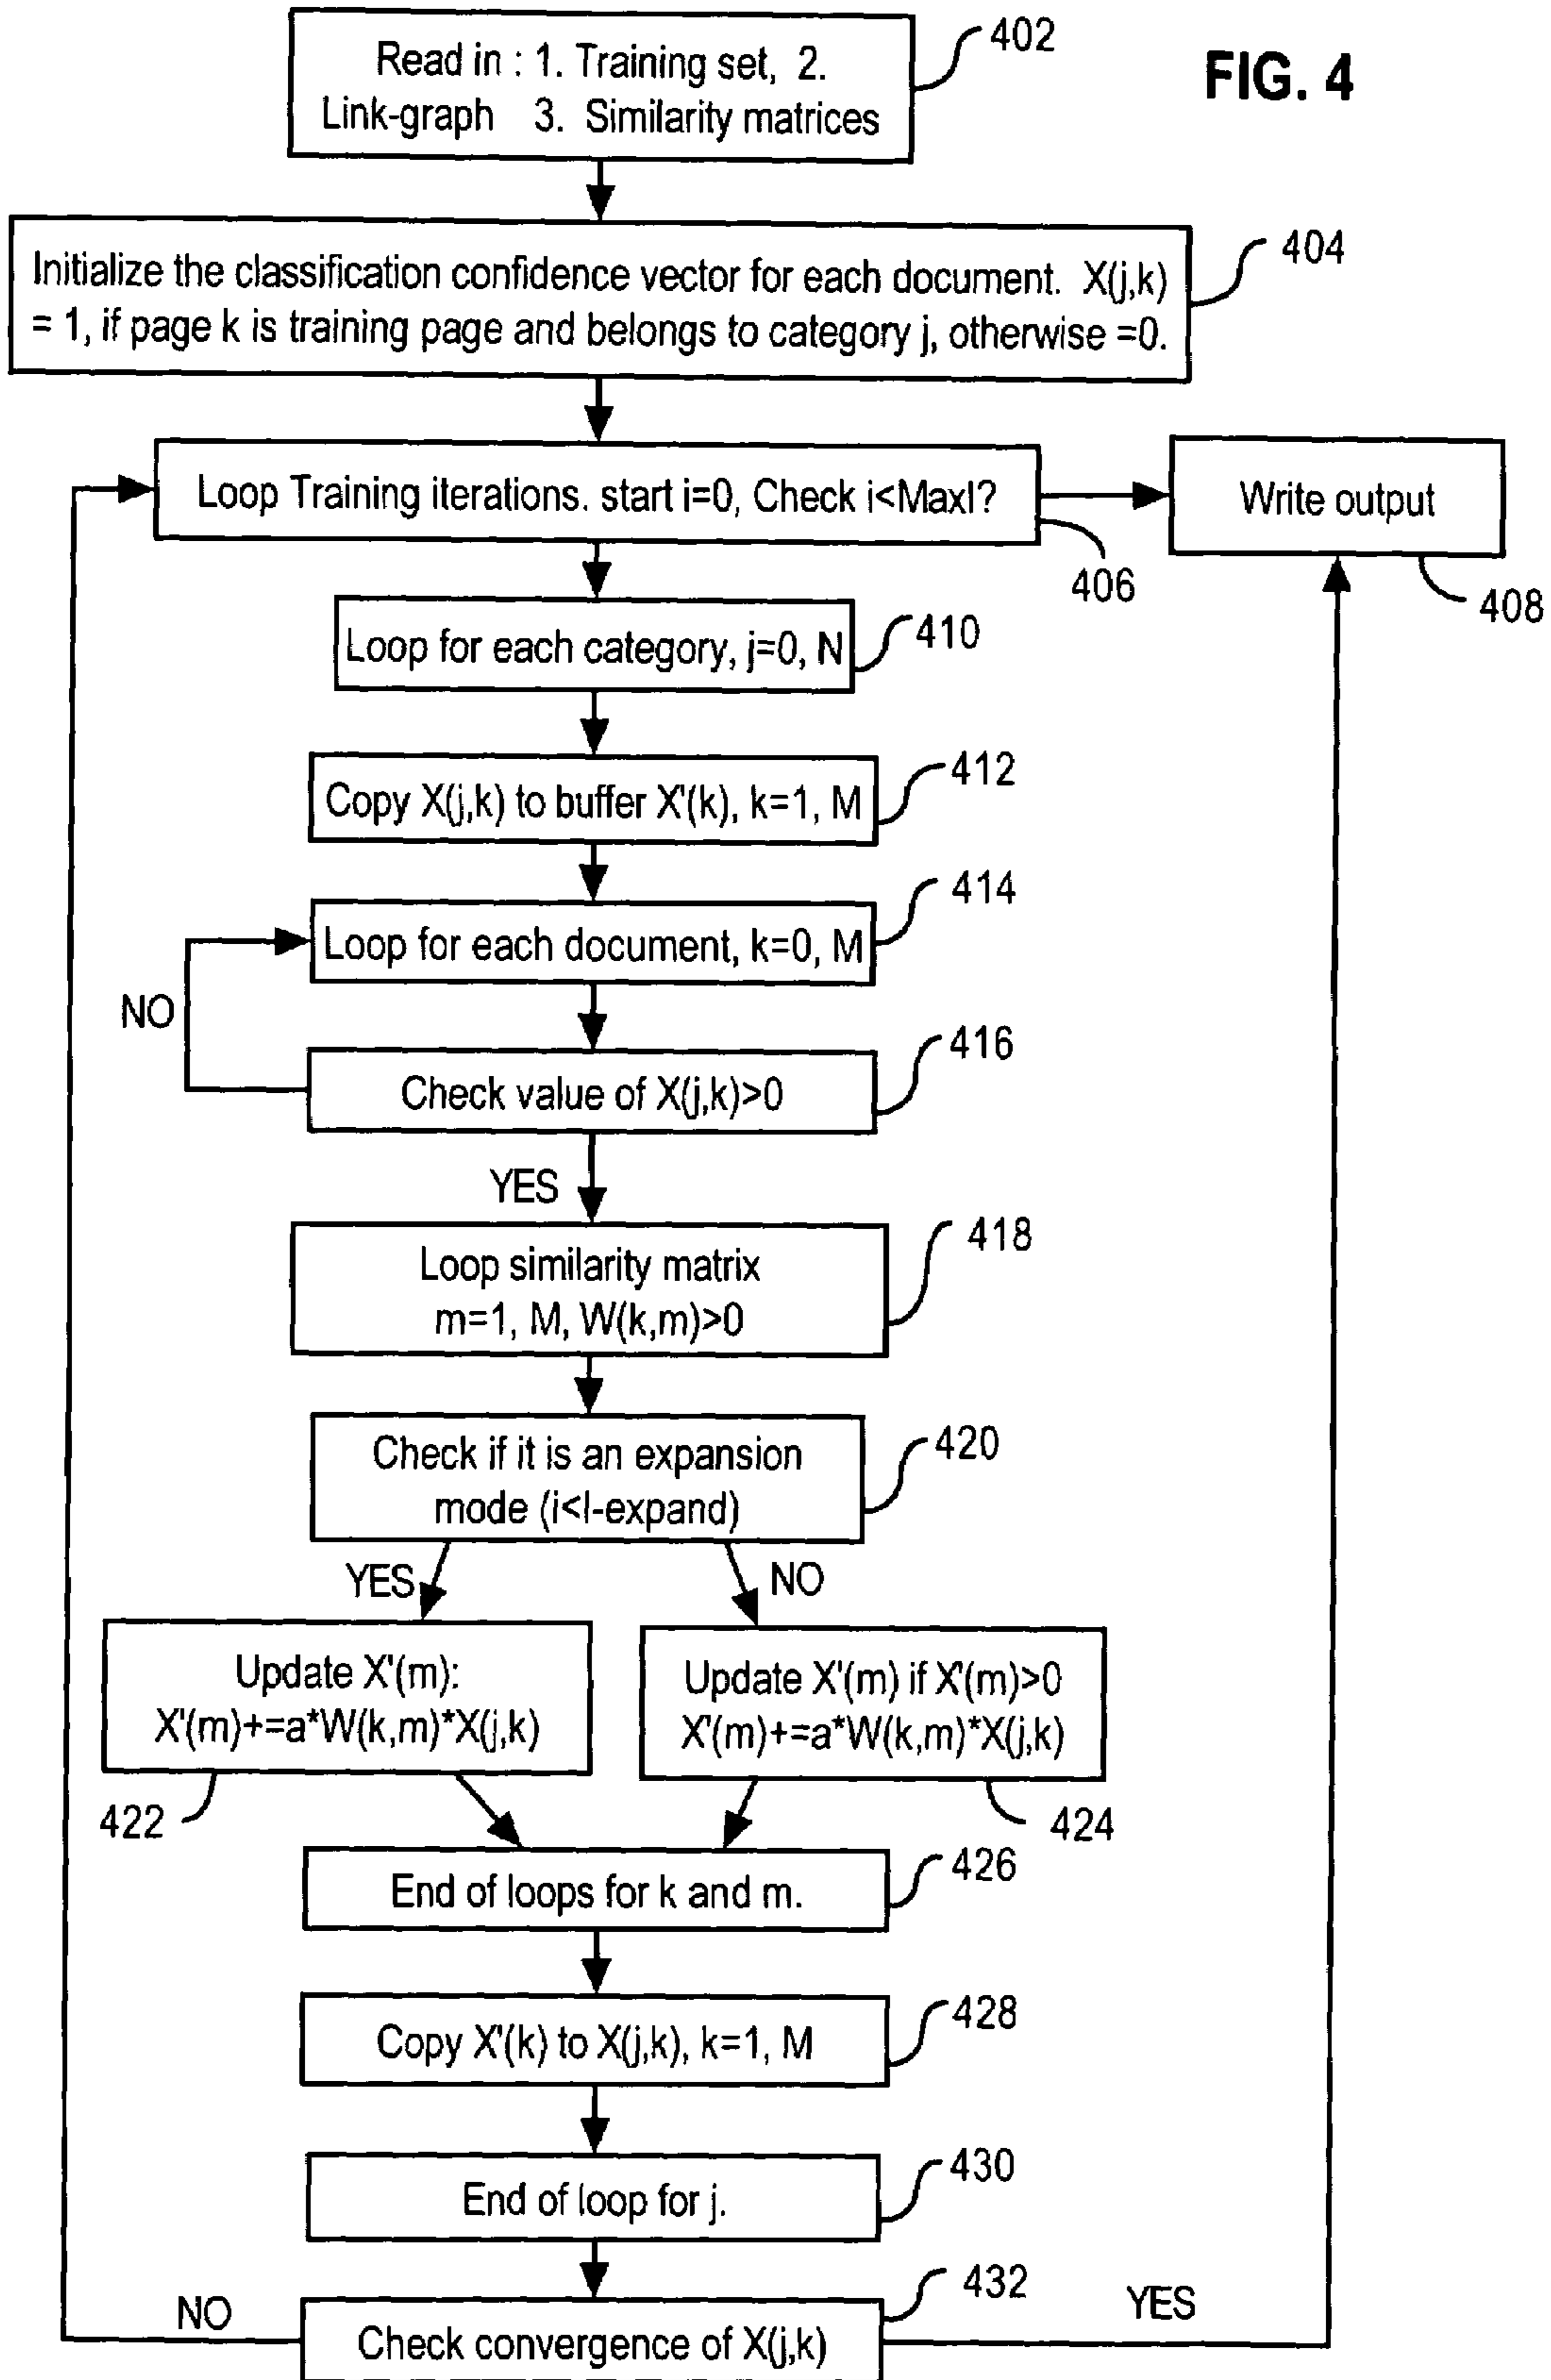 FIG. 4
402
Read in : 1. Training set, 2.
Link-graph 3. Similarity matrices
404
Initialize the classification confidence vector for each document. X(j,k)
= 1, if page k is training page and belongs to category j, otherwise =0.
Loop Training iterations. start i=0, Check i<MaxI?
406
Write output
408
Loop for each category, j=0, N
410
Copy X(j,k) to buffer X'(k), k=1, M
412
Loop for each document, k=0, M
414
NO
Check value of X(j,k)>0
416
YES
Loop similarity matrix
m=1, M, W(k,m)>0
418
Check if it is an expansion
mode (i<I-expand)
420
YES
NO
Update X'(m):
X'(m)+=a*W(k,m)*X(j,k)
422
Update X'(m) if X'(m)>0
X'(m)+=a*W(k,m)*X(j,k)
424
End of loops for k and m.
426
Copy X'(k) to X(j,k), k=1, M
428
End of loop for j.
430
NO
Check convergence of X(j,k)
432
YES